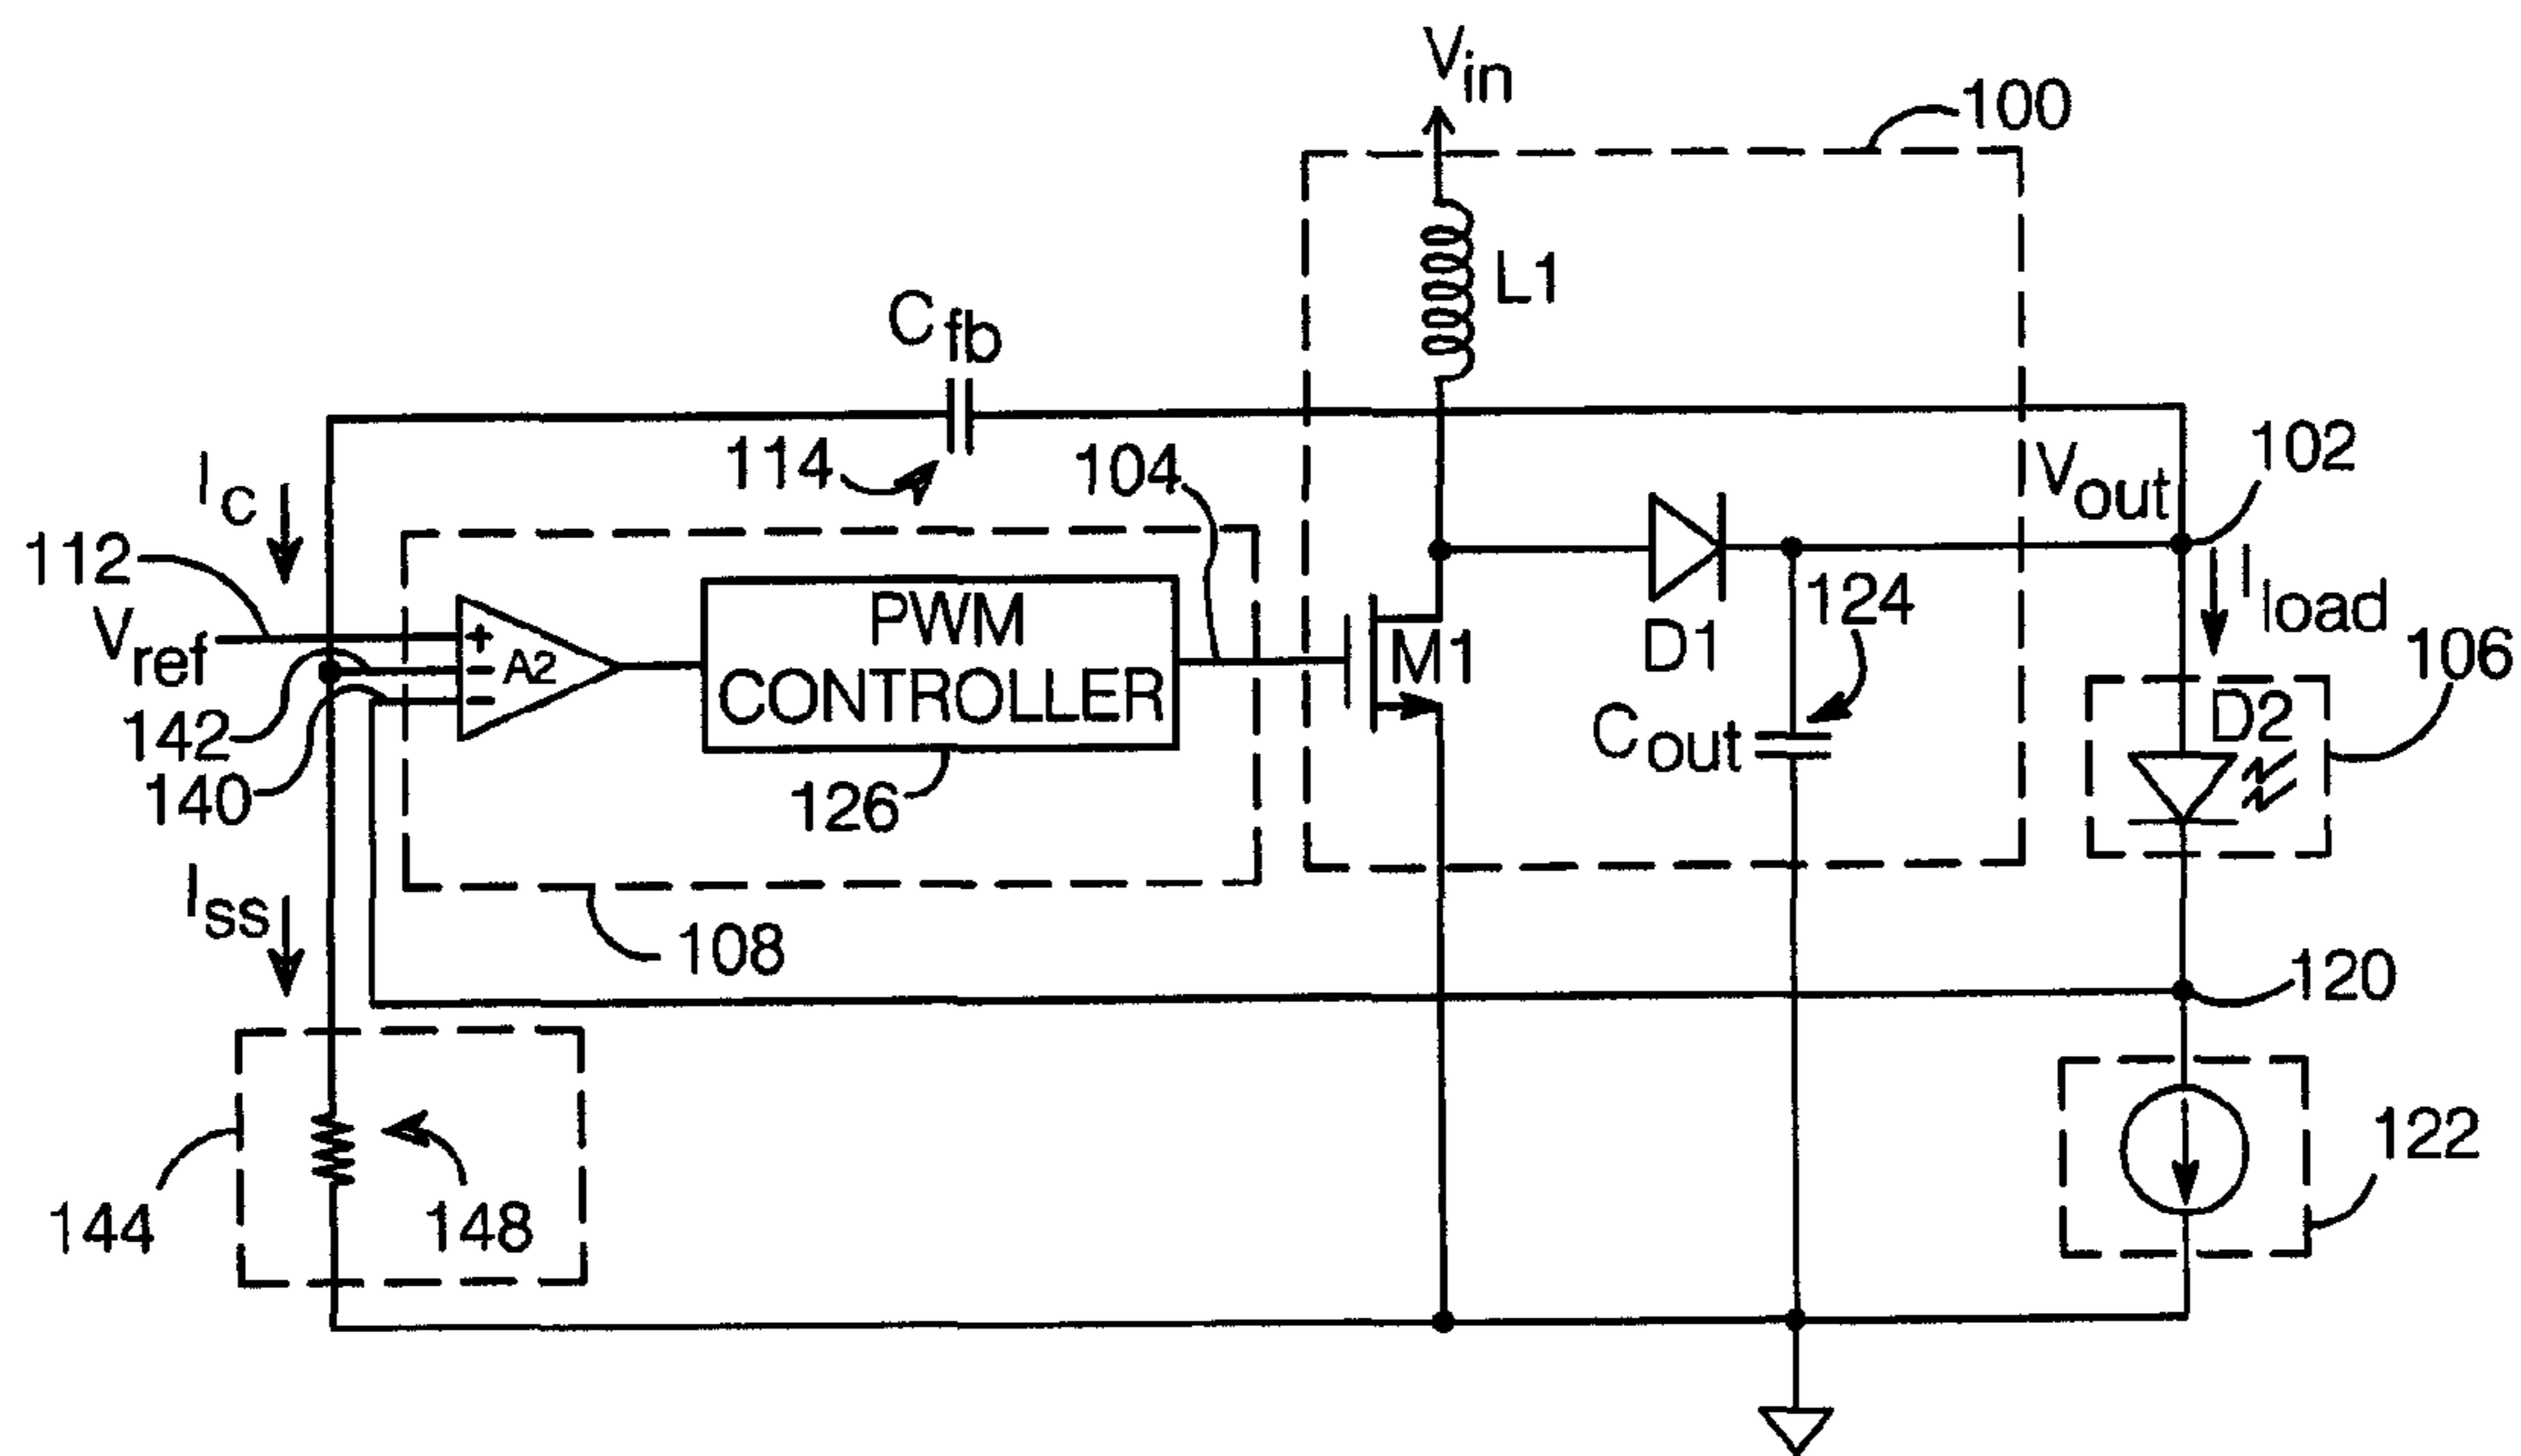 Vin
100
L1
Cfb
114
104
102
Vout
Ic
112
Vref
+
-
-
A2
PWM
CONTROLLER
M1
D1
124
Iload
106
D2
142
140
126
Cout
Iss
108
120
144
148
122